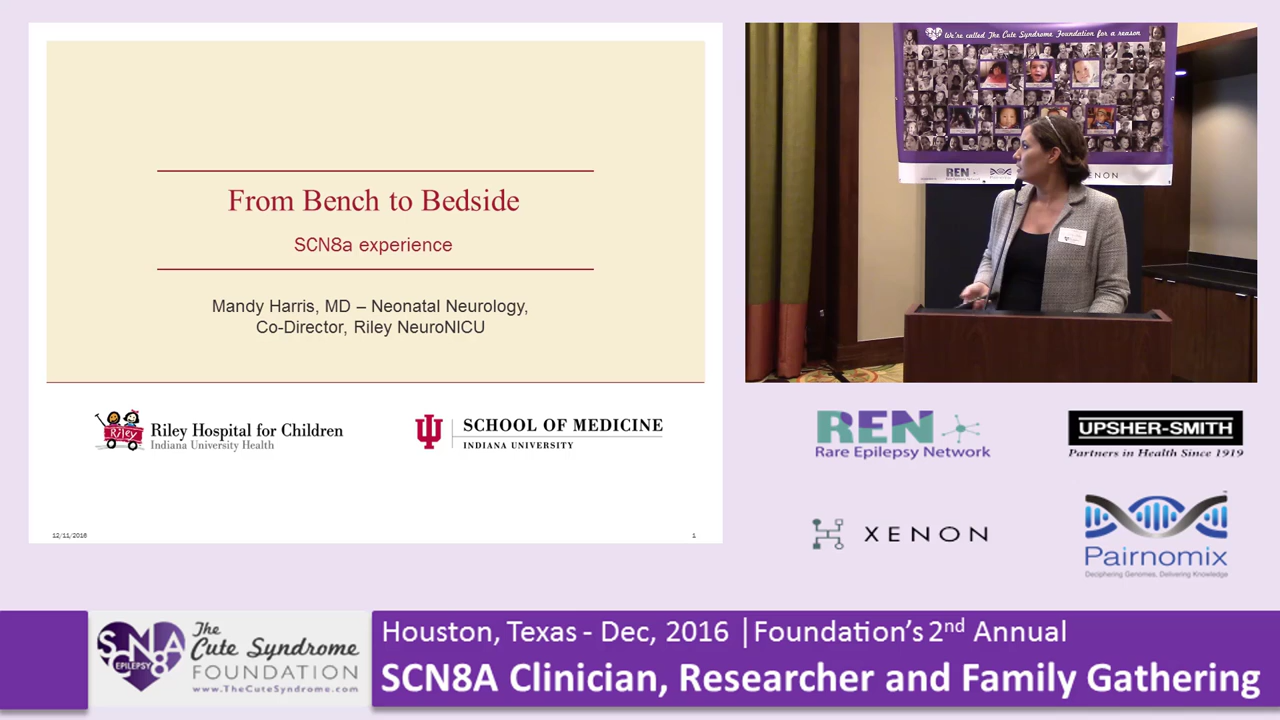 From Bench to Bedside
SCN8a experience
Mandy Harris, MD – Neonatal Neurology,
Co-Director, Riley NeuroNICU
Riley
Riley Hospital for Children
Indiana University Health
SCHOOL OF MEDICINE
INDIANA UNIVERSITY
12/11/2016
1
We're called The Cute Syndrome Foundation for a reason
REN
XENON
REN
Rare Epilepsy Network
UPSHER-SMITH
Partners in Health Since 1919
XENON
Pairnomix
Deciphering Genomes, Delivering Knowledge
SCN8A
EPILEPSY
The
Cute Syndrome
FOUNDATION
www.TheCuteSyndrome.com
Houston, Texas - Dec, 2016 |Foundation's 2nd Annual
SCN8A Clinician, Researcher and Family Gathering